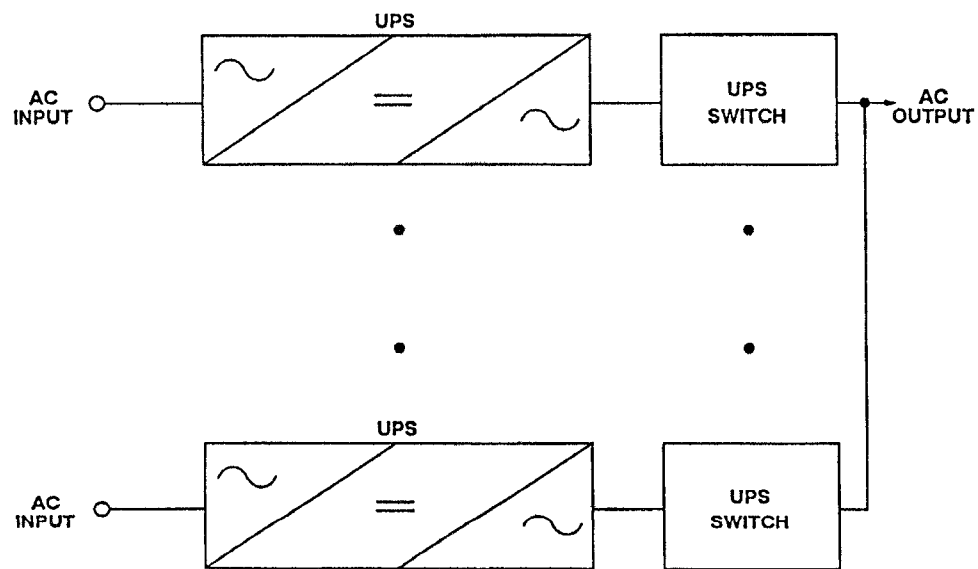 UPS
AC
INPUT
UPS
SWITCH
AC
OUTPUT
UPS
AC
INPUT
UPS
SWITCH